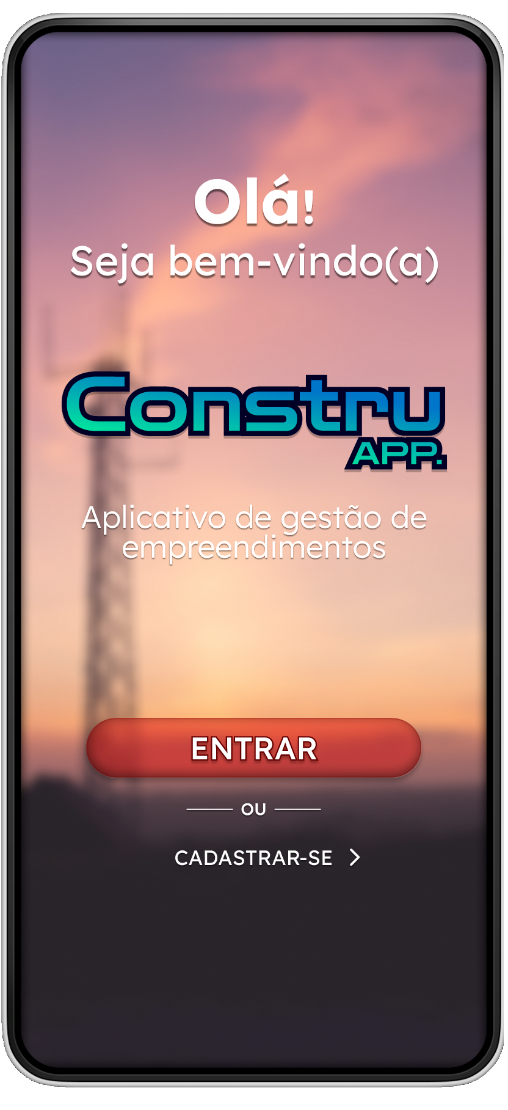 Olá!
Seja bem-vindo(a)
Constru
APP.
Aplicativo de gestão de
empreendimentos
ENTRAR
OU
CADASTRAR-SE